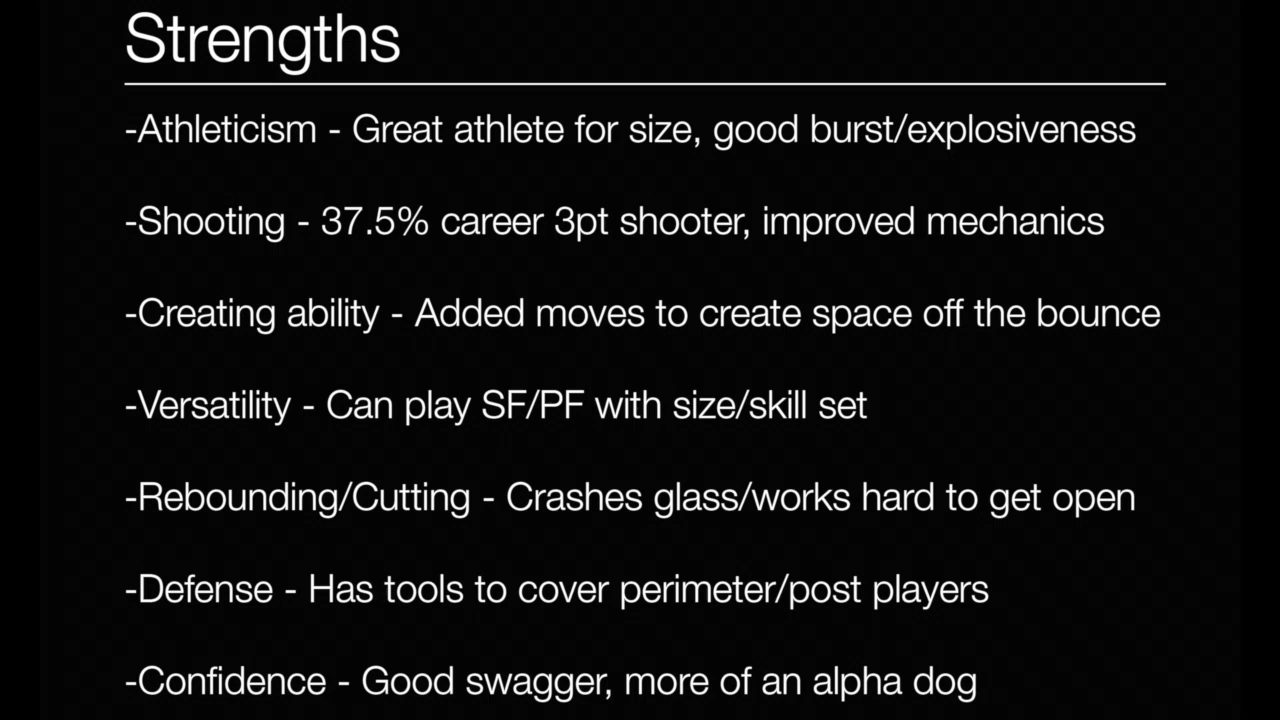 Strengths
-Athleticism - Great athlete for size, good burst/explosiveness
-Shooting - 37.5% career 3pt shooter, improved mechanics
-Creating ability - Added moves to create space off the bounce
-Versatility - Can play SF/PF with size/skill set
-Rebounding/Cutting - Crashes glass/works hard to get open
-Defense - Has tools to cover perimeter/post players
-Confidence - Good swagger, more of an alpha dog